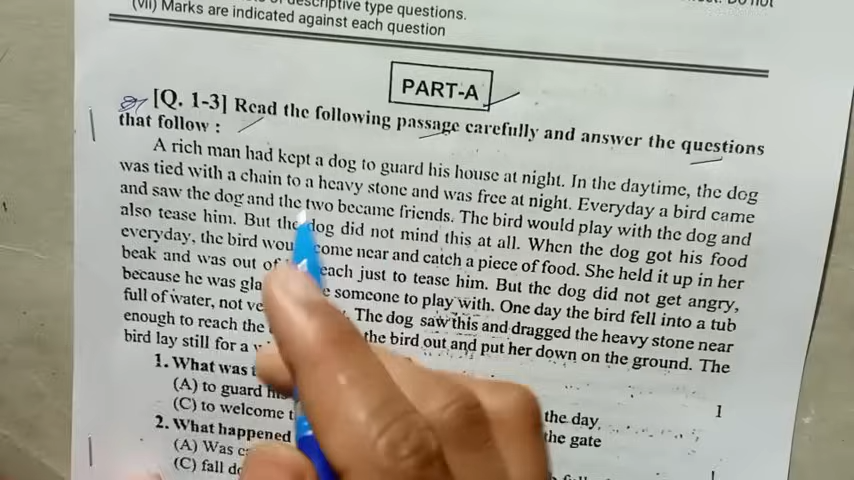 descriptive type questions.
(vii) Marks are indicated against each question
PART-A
[Q. 1-3] Read the following passage carefully and answer the questions
that follow :
A rich man had kept a dog to guard his house at night. In the daytime, the dog
was tied with a chain to a heavy stone and was free at night. Everyday a bird came
and saw the dog and the two became friends. The bird would play with the dog and
also tease him. But the dog did not mind this at all. When the dog got his food
everyday, the bird would come near and catch a piece of food. She held it up in her
beak and was out of reach just to tease him. But the dog did not get angry,
because he was someone to play with. One day the bird fell into a tub
full of water, not The dog saw this and dragged the heavy stone near
enough to reach the the bird out and put her down on the ground. The
bird lay still for a
1. What was
1
(A) to guard his the day,
(C) to welcome the gate
2. What happened
(A) Was
(C) fall